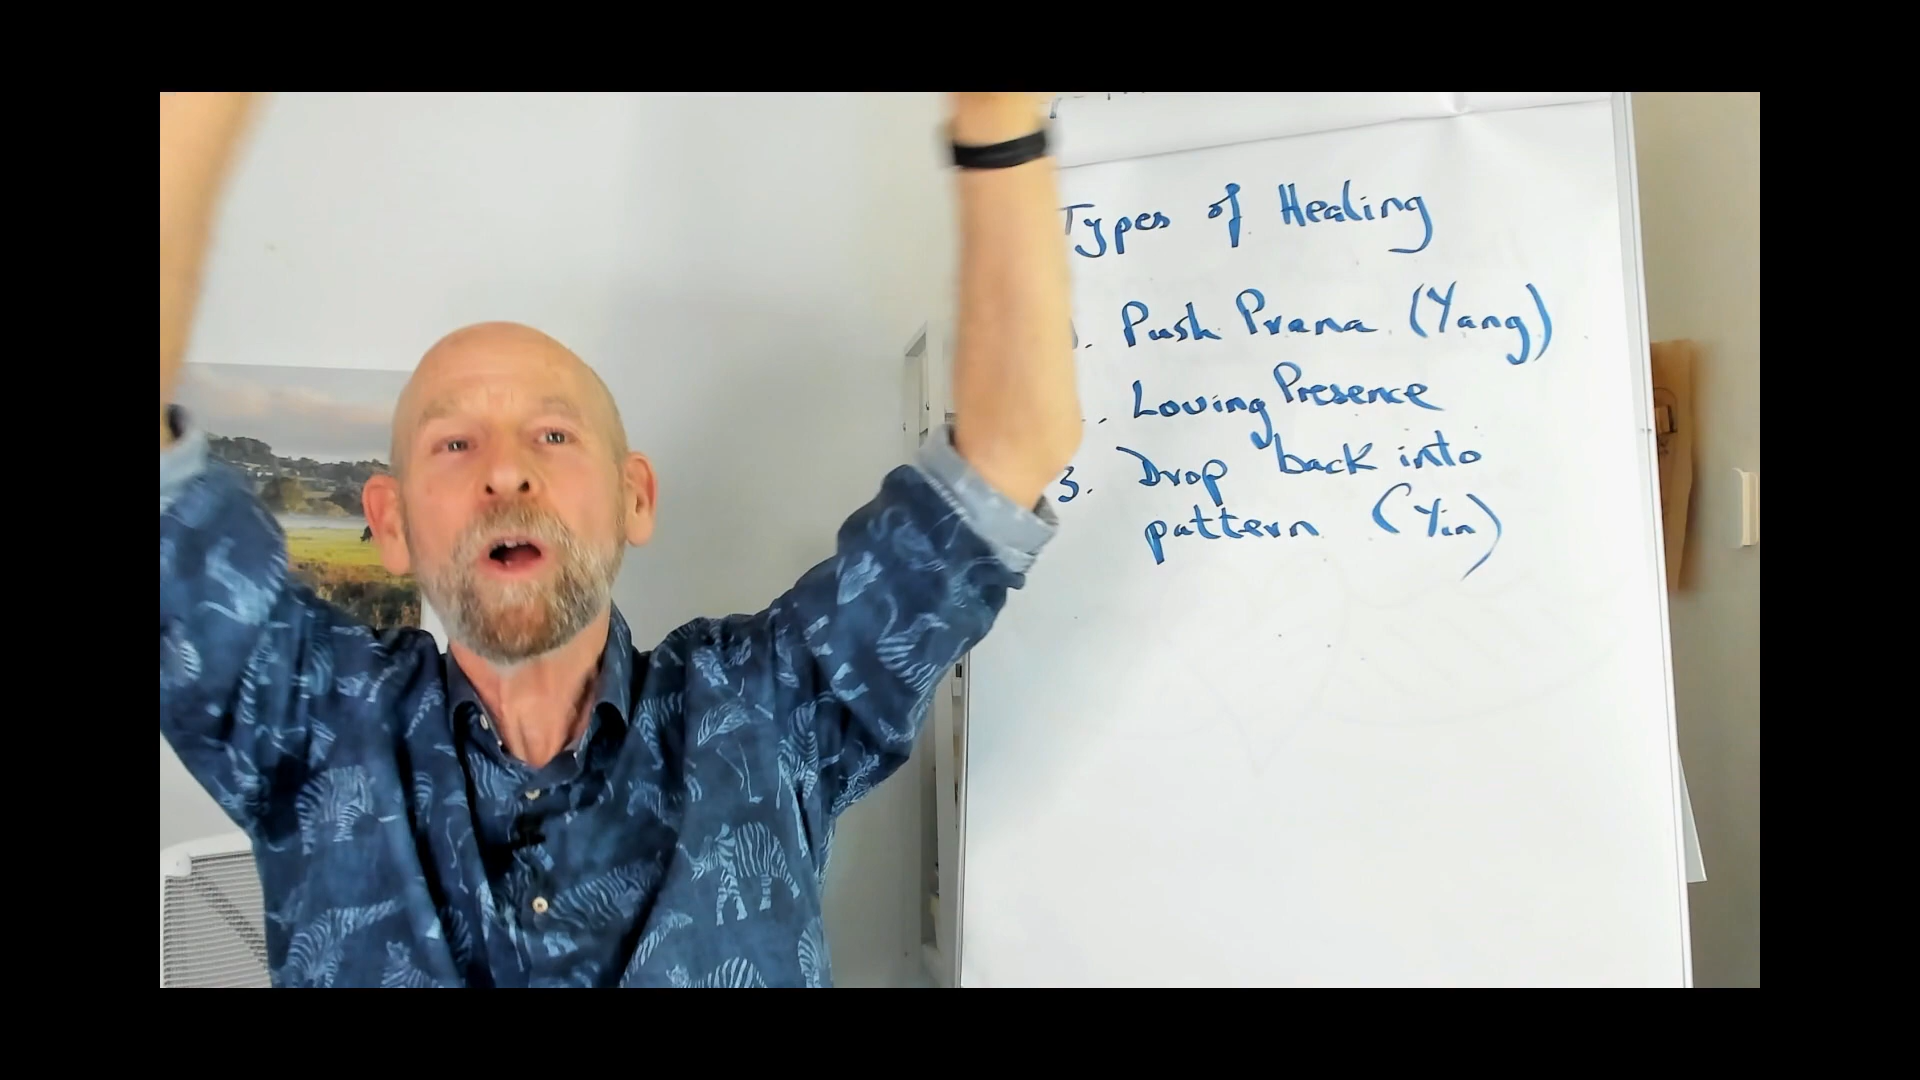 Types of Healing
. Push Prana (Yang)
. Loving Presence
3. Drop back into
pattern (Yin)